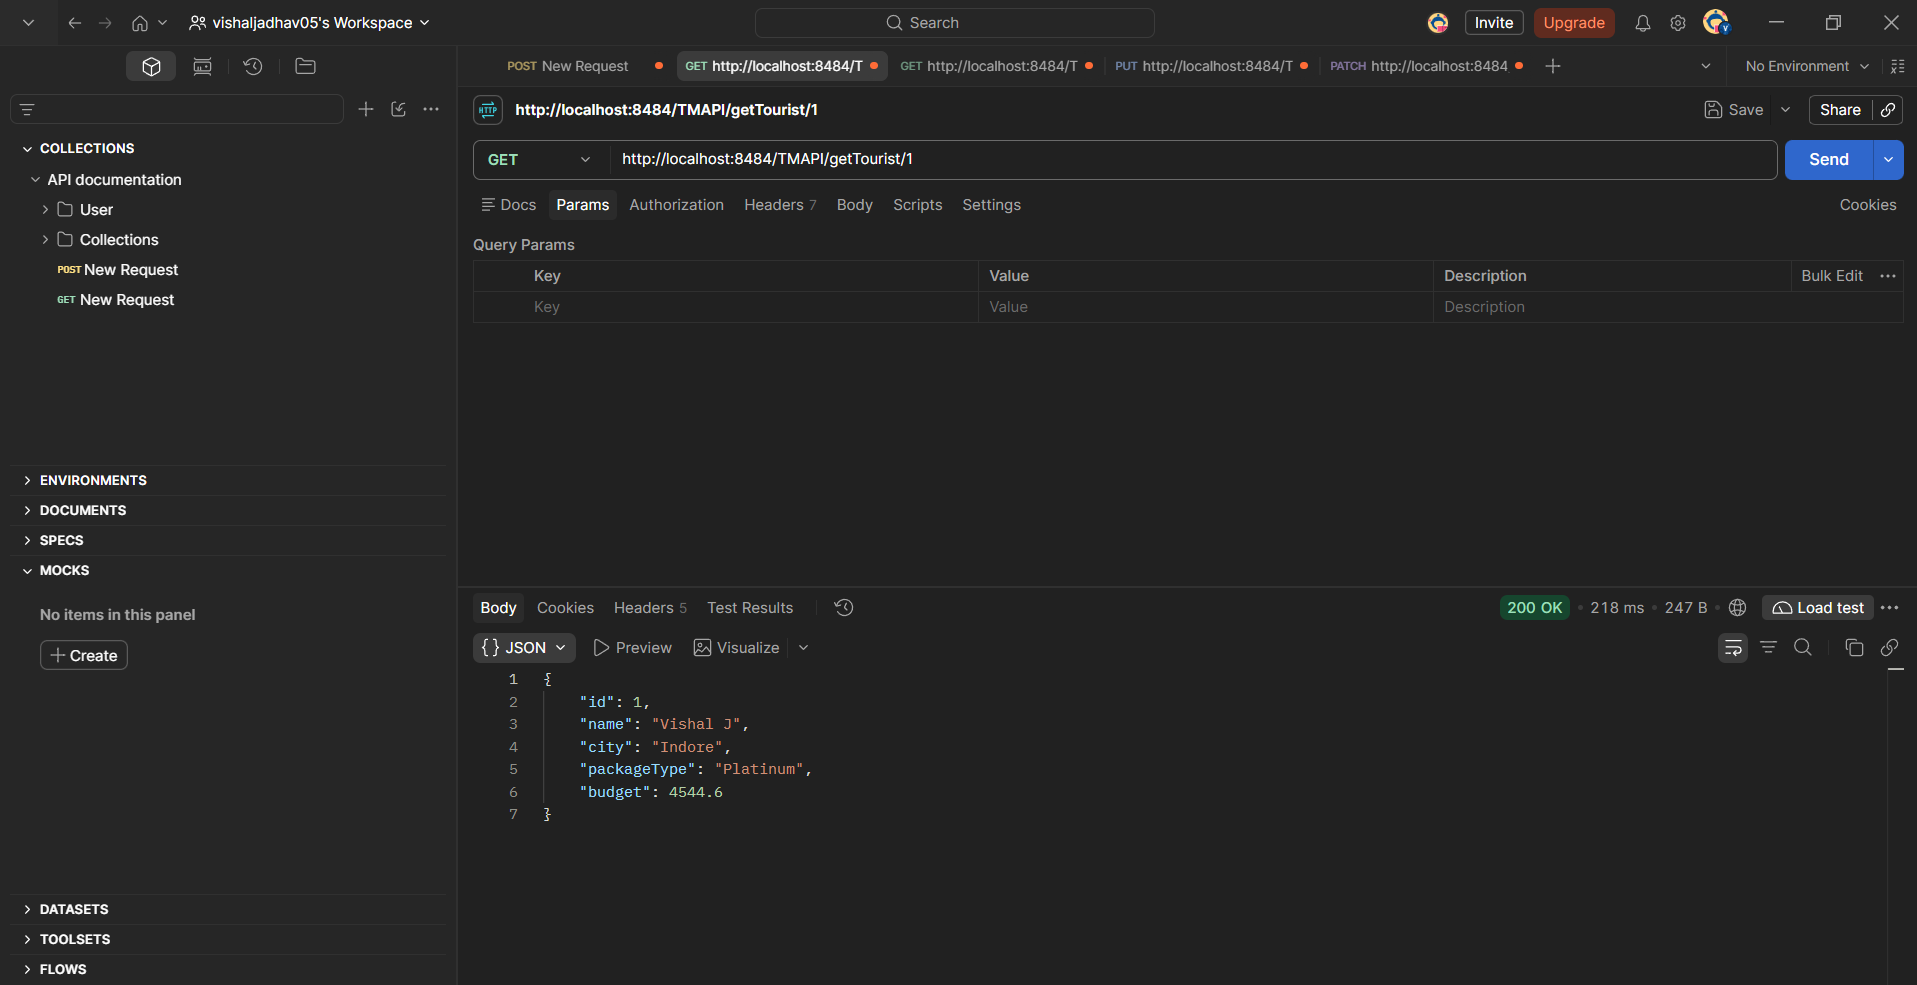 vishaljadhav05's Workspace
Search
Invite
Upgrade
POST New Request
GET http://localhost:8484/T
GET http://localhost:8484/T
PUT http://localhost:8484/T
PATCH http://localhost:8484
No Environment
HTTP http://localhost:8484/TMAPI/getTourist/1
Save
Share
GET http://localhost:8484/TMAPI/getTourist/1
Send
Docs Params Authorization Headers 7 Body Scripts Settings
Cookies
Query Params
Key Value Description Bulk Edit
Key Value Description
COLLECTIONS
API documentation
User
Collections
POST New Request
GET New Request
ENVIRONMENTS
DOCUMENTS
SPECS
MOCKS
No items in this panel
Create
DATASETS
TOOLSETS
FLOWS
Body Cookies Headers 5 Test Results
200 OK • 218 ms • 247 B •
Load test
{} JSON Preview Visualize
1 {
2 "id": 1,
3 "name": "Vishal J",
4 "city": "Indore",
5 "packageType": "Platinum",
6 "budget": 4544.6
7 }